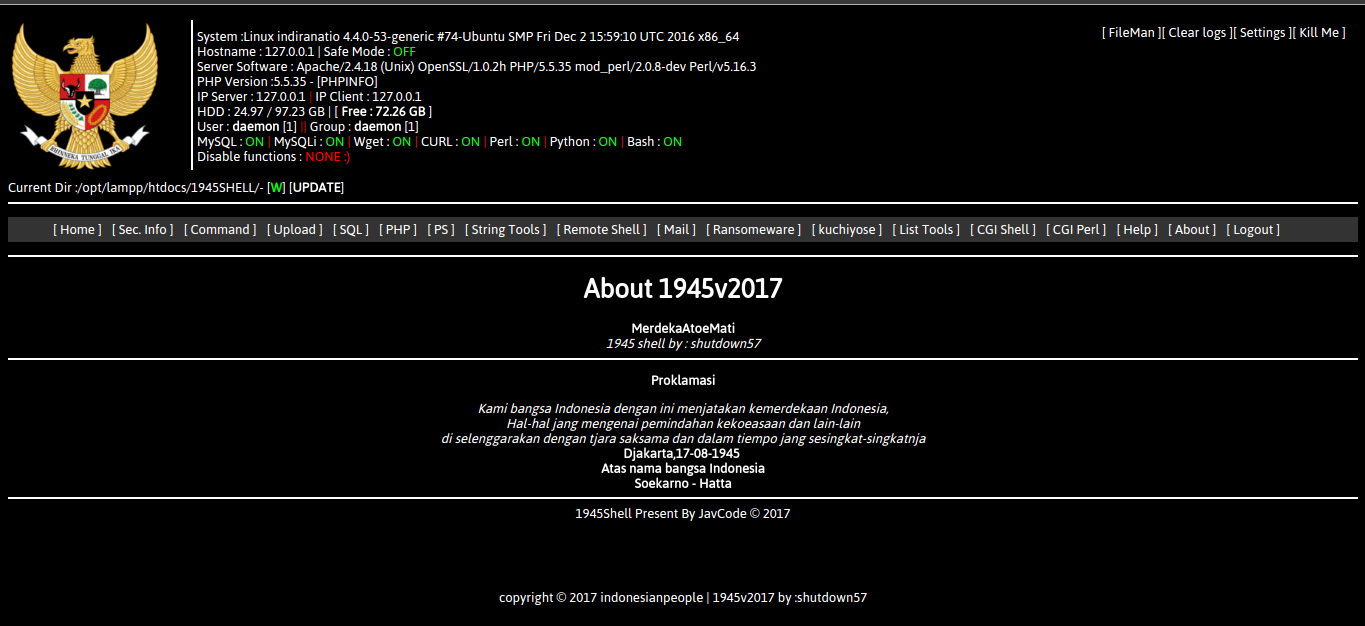 System :Linux indiranatio 4.4.0-53-generic #74-Ubuntu SMP Fri Dec 2 15:59:10 UTC 2016 x86_64
[ FileMan ][ Clear logs ][ Settings ][ Kill Me ]
Hostname : 127.0.0.1 | Safe Mode : OFF
Server Software : Apache/2.4.18 (Unix) OpenSSL/1.0.2h PHP/5.5.35 mod_perl/2.0.8-dev Perl/v5.16.3
PHP Version :5.5.35 - [PHPINFO]
IP Server : 127.0.0.1 | IP Client : 127.0.0.1
HDD : 24.97 / 97.23 GB | [ Free : 72.26 GB ]
User : daemon [1] || Group : daemon [1]
MySQL : ON | MySQLi : ON | Wget : ON | CURL : ON | Perl : ON | Python : ON | Bash : ON
Disable functions : NONE :)
BHINNEKA TUNGGAL IKA
Current Dir :/opt/lampp/htdocs/1945SHELL/- [W] [UPDATE]
[ Home ] [ Sec. Info ] [ Command ] [ Upload ] [ SQL ] [ PHP ] [ PS ] [ String Tools ] [ Remote Shell ] [ Mail ] [ Ransomeware ] [ kuchiyose ] [ List Tools ] [ CGI Shell ] [ CGI Perl ] [ Help ] [ About ] [ Logout ]
About 1945v2017
MerdekaAtoeMati
1945 shell by : shutdown57
Proklamasi
Kami bangsa Indonesia dengan ini menjatakan kemerdekaan Indonesia,
Hal-hal jang mengenai pemindahan kekoeasaan dan lain-lain
di selenggarakan dengan tjara saksama dan dalam tiempo jang sesingkat-singkatnja
Djakarta,17-08-1945
Atas nama bangsa Indonesia
Soekarno - Hatta
1945Shell Present By JavCode © 2017
copyright © 2017 indonesianpeople | 1945v2017 by :shutdown57